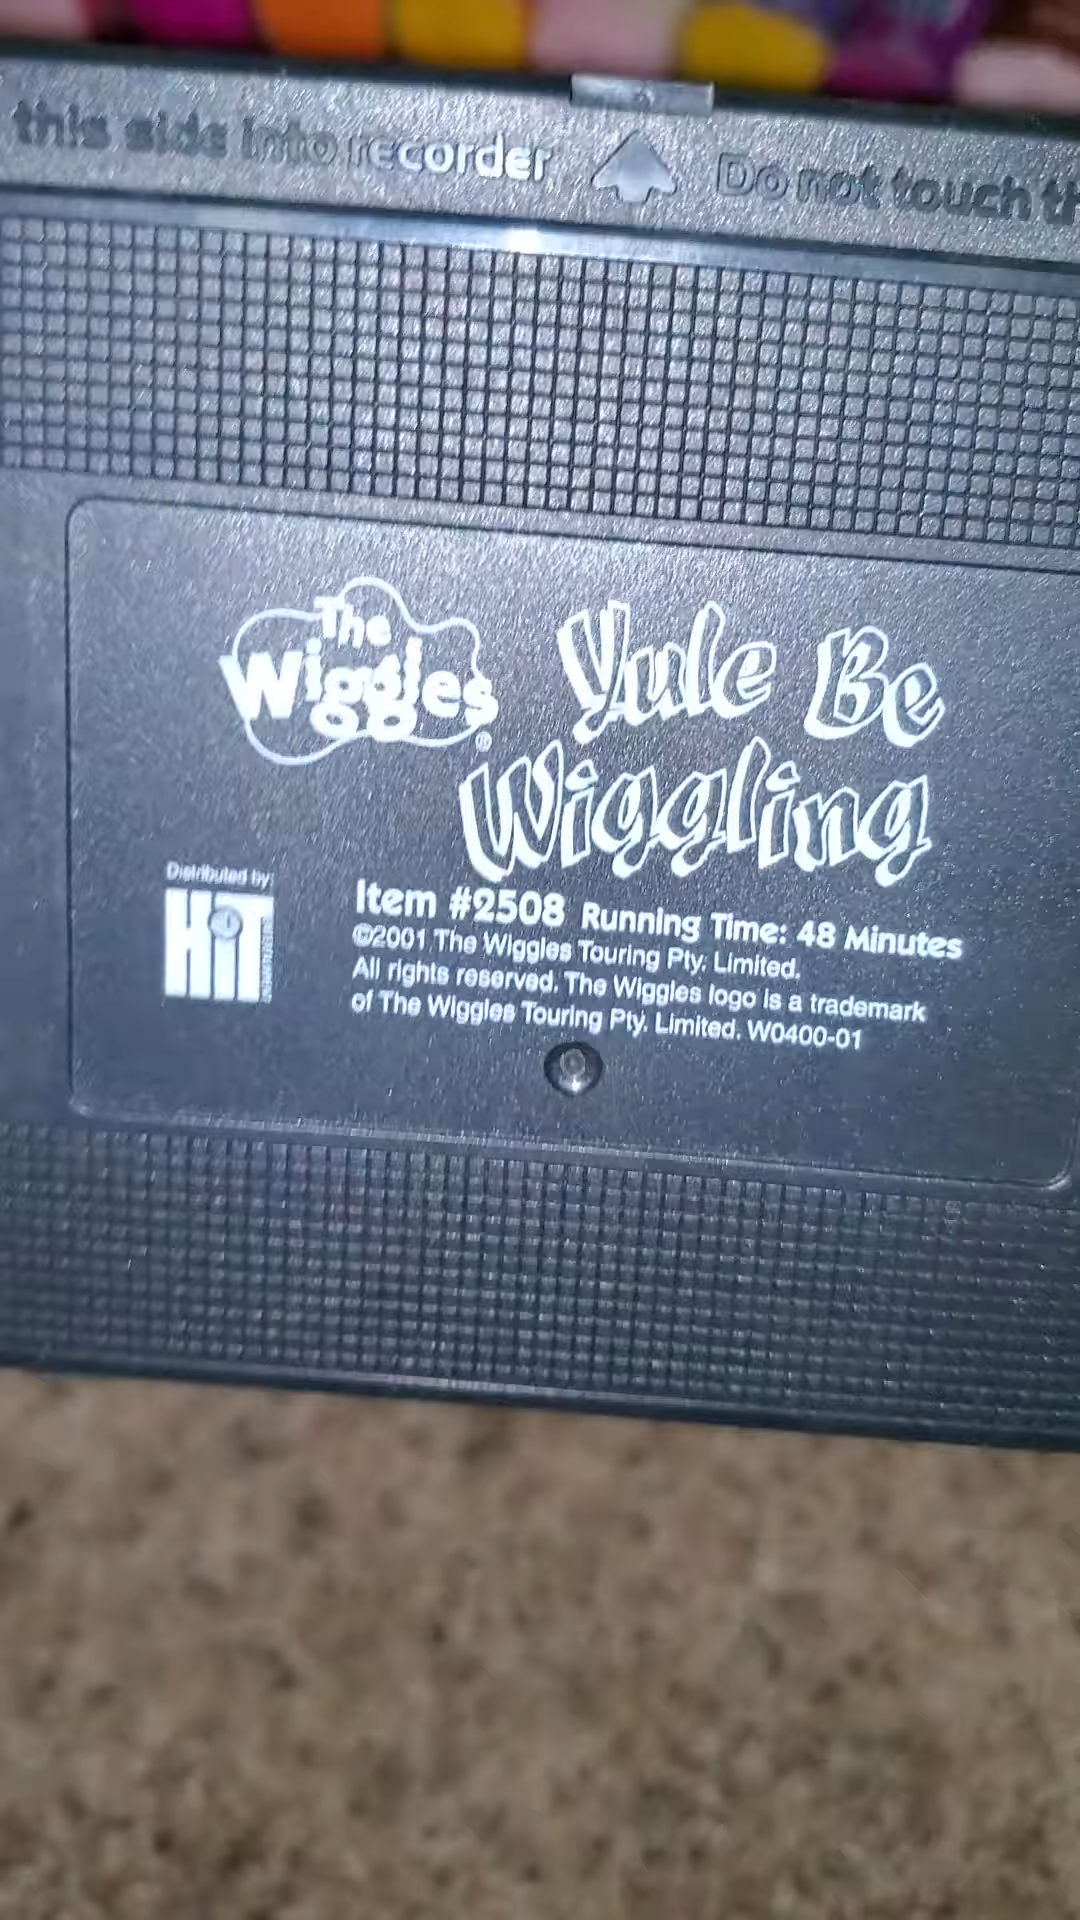 this side into recorder Do not touch th
The
Wiggles
®
Yule Be
Wiggling
Distributed by:
HiT
ENTERTAINMENT
Item #2508 Running Time: 48 Minutes
©2001 The Wiggles Touring Pty. Limited.
All rights reserved. The Wiggles logo is a trademark
of The Wiggles Touring Pty. Limited. W0400-01